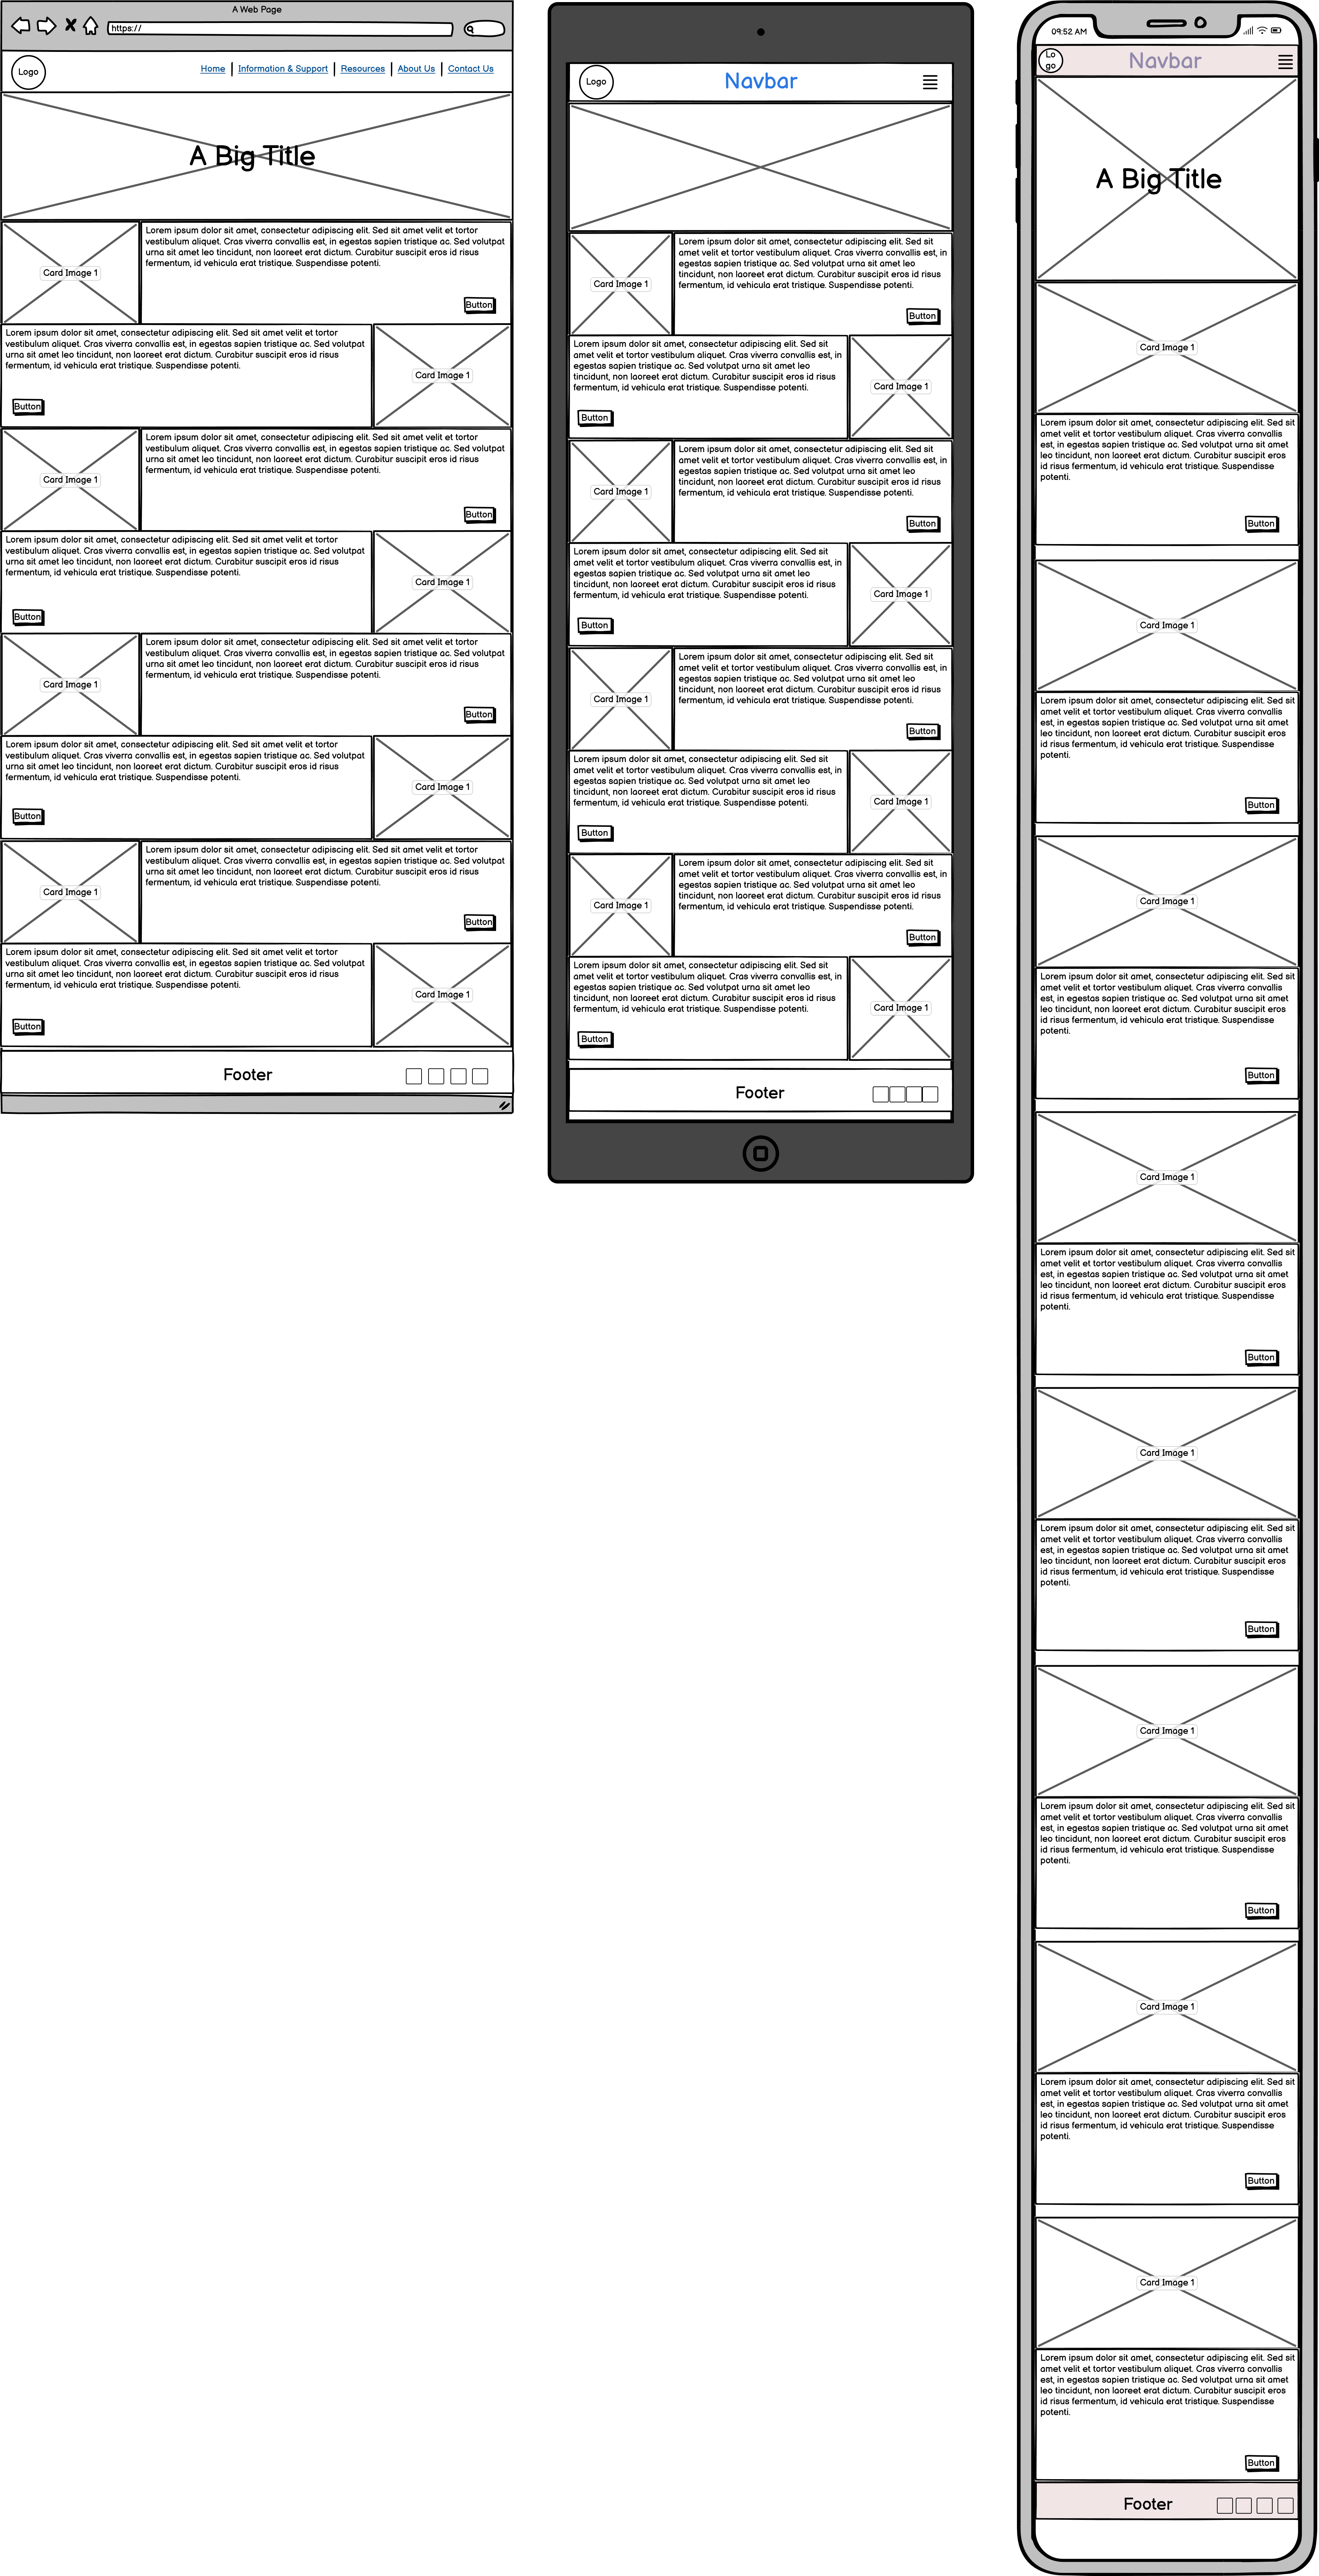 A Web Page
https://
Logo
Home
Information & Support
Resources
About Us
Contact Us
A Big Title
Card Image 1
Lorem ipsum dolor sit amet, consectetur adipiscing elit. Sed sit amet velit et tortor
vestibulum aliquet. Cras viverra convallis est, in egestas sapien tristique ac. Sed volutpat
urna sit amet leo tincidunt, non laoreet erat dictum. Curabitur suscipit eros id risus
fermentum, id vehicula erat tristique. Suspendisse potenti.
Button
Lorem ipsum dolor sit amet, consectetur adipiscing elit. Sed sit amet velit et tortor
vestibulum aliquet. Cras viverra convallis est, in egestas sapien tristique ac. Sed volutpat
urna sit amet leo tincidunt, non laoreet erat dictum. Curabitur suscipit eros id risus
fermentum, id vehicula erat tristique. Suspendisse potenti.
Card Image 1
Button
Card Image 1
Lorem ipsum dolor sit amet, consectetur adipiscing elit. Sed sit amet velit et tortor
vestibulum aliquet. Cras viverra convallis est, in egestas sapien tristique ac. Sed volutpat
urna sit amet leo tincidunt, non laoreet erat dictum. Curabitur suscipit eros id risus
fermentum, id vehicula erat tristique. Suspendisse potenti.
Button
Lorem ipsum dolor sit amet, consectetur adipiscing elit. Sed sit amet velit et tortor
vestibulum aliquet. Cras viverra convallis est, in egestas sapien tristique ac. Sed volutpat
urna sit amet leo tincidunt, non laoreet erat dictum. Curabitur suscipit eros id risus
fermentum, id vehicula erat tristique. Suspendisse potenti.
Card Image 1
Button
Card Image 1
Lorem ipsum dolor sit amet, consectetur adipiscing elit. Sed sit amet velit et tortor
vestibulum aliquet. Cras viverra convallis est, in egestas sapien tristique ac. Sed volutpat
urna sit amet leo tincidunt, non laoreet erat dictum. Curabitur suscipit eros id risus
fermentum, id vehicula erat tristique. Suspendisse potenti.
Button
Lorem ipsum dolor sit amet, consectetur adipiscing elit. Sed sit amet velit et tortor
vestibulum aliquet. Cras viverra convallis est, in egestas sapien tristique ac. Sed volutpat
urna sit amet leo tincidunt, non laoreet erat dictum. Curabitur suscipit eros id risus
fermentum, id vehicula erat tristique. Suspendisse potenti.
Card Image 1
Button
Card Image 1
Lorem ipsum dolor sit amet, consectetur adipiscing elit. Sed sit amet velit et tortor
vestibulum aliquet. Cras viverra convallis est, in egestas sapien tristique ac. Sed volutpat
urna sit amet leo tincidunt, non laoreet erat dictum. Curabitur suscipit eros id risus
fermentum, id vehicula erat tristique. Suspendisse potenti.
Button
Lorem ipsum dolor sit amet, consectetur adipiscing elit. Sed sit amet velit et tortor
vestibulum aliquet. Cras viverra convallis est, in egestas sapien tristique ac. Sed volutpat
urna sit amet leo tincidunt, non laoreet erat dictum. Curabitur suscipit eros id risus
fermentum, id vehicula erat tristique. Suspendisse potenti.
Card Image 1
Button
Footer
Logo
Navbar
Card Image 1
Lorem ipsum dolor sit amet, consectetur adipiscing elit. Sed sit
amet velit et tortor vestibulum aliquet. Cras viverra convallis est, in
egestas sapien tristique ac. Sed volutpat urna sit amet leo
tincidunt, non laoreet erat dictum. Curabitur suscipit eros id risus
fermentum, id vehicula erat tristique. Suspendisse potenti.
Button
Lorem ipsum dolor sit amet, consectetur adipiscing elit. Sed sit
amet velit et tortor vestibulum aliquet. Cras viverra convallis est, in
egestas sapien tristique ac. Sed volutpat urna sit amet leo
tincidunt, non laoreet erat dictum. Curabitur suscipit eros id risus
fermentum, id vehicula erat tristique. Suspendisse potenti.
Card Image 1
Button
Card Image 1
Lorem ipsum dolor sit amet, consectetur adipiscing elit. Sed sit
amet velit et tortor vestibulum aliquet. Cras viverra convallis est, in
egestas sapien tristique ac. Sed volutpat urna sit amet leo
tincidunt, non laoreet erat dictum. Curabitur suscipit eros id risus
fermentum, id vehicula erat tristique. Suspendisse potenti.
Button
Lorem ipsum dolor sit amet, consectetur adipiscing elit. Sed sit
amet velit et tortor vestibulum aliquet. Cras viverra convallis est, in
egestas sapien tristique ac. Sed volutpat urna sit amet leo
tincidunt, non laoreet erat dictum. Curabitur suscipit eros id risus
fermentum, id vehicula erat tristique. Suspendisse potenti.
Card Image 1
Button
Card Image 1
Lorem ipsum dolor sit amet, consectetur adipiscing elit. Sed sit
amet velit et tortor vestibulum aliquet. Cras viverra convallis est, in
egestas sapien tristique ac. Sed volutpat urna sit amet leo
tincidunt, non laoreet erat dictum. Curabitur suscipit eros id risus
fermentum, id vehicula erat tristique. Suspendisse potenti.
Button
Lorem ipsum dolor sit amet, consectetur adipiscing elit. Sed sit
amet velit et tortor vestibulum aliquet. Cras viverra convallis est, in
egestas sapien tristique ac. Sed volutpat urna sit amet leo
tincidunt, non laoreet erat dictum. Curabitur suscipit eros id risus
fermentum, id vehicula erat tristique. Suspendisse potenti.
Card Image 1
Button
Card Image 1
Lorem ipsum dolor sit amet, consectetur adipiscing elit. Sed sit
amet velit et tortor vestibulum aliquet. Cras viverra convallis est, in
egestas sapien tristique ac. Sed volutpat urna sit amet leo
tincidunt, non laoreet erat dictum. Curabitur suscipit eros id risus
fermentum, id vehicula erat tristique. Suspendisse potenti.
Button
Lorem ipsum dolor sit amet, consectetur adipiscing elit. Sed sit
amet velit et tortor vestibulum aliquet. Cras viverra convallis est, in
egestas sapien tristique ac. Sed volutpat urna sit amet leo
tincidunt, non laoreet erat dictum. Curabitur suscipit eros id risus
fermentum, id vehicula erat tristique. Suspendisse potenti.
Card Image 1
Button
Footer
09:52 AM
Lo
go
Navbar
A Big Title
Card Image 1
Lorem ipsum dolor sit amet, consectetur adipiscing elit. Sed sit
amet velit et tortor vestibulum aliquet. Cras viverra convallis
est, in egestas sapien tristique ac. Sed volutpat urna sit amet
leo tincidunt, non laoreet erat dictum. Curabitur suscipit eros
id risus fermentum, id vehicula erat tristique. Suspendisse
potenti.
Button
Card Image 1
Lorem ipsum dolor sit amet, consectetur adipiscing elit. Sed sit
amet velit et tortor vestibulum aliquet. Cras viverra convallis
est, in egestas sapien tristique ac. Sed volutpat urna sit amet
leo tincidunt, non laoreet erat dictum. Curabitur suscipit eros
id risus fermentum, id vehicula erat tristique. Suspendisse
potenti.
Button
Card Image 1
Lorem ipsum dolor sit amet, consectetur adipiscing elit. Sed sit
amet velit et tortor vestibulum aliquet. Cras viverra convallis
est, in egestas sapien tristique ac. Sed volutpat urna sit amet
leo tincidunt, non laoreet erat dictum. Curabitur suscipit eros
id risus fermentum, id vehicula erat tristique. Suspendisse
potenti.
Button
Card Image 1
Lorem ipsum dolor sit amet, consectetur adipiscing elit. Sed sit
amet velit et tortor vestibulum aliquet. Cras viverra convallis
est, in egestas sapien tristique ac. Sed volutpat urna sit amet
leo tincidunt, non laoreet erat dictum. Curabitur suscipit eros
id risus fermentum, id vehicula erat tristique. Suspendisse
potenti.
Button
Card Image 1
Lorem ipsum dolor sit amet, consectetur adipiscing elit. Sed sit
amet velit et tortor vestibulum aliquet. Cras viverra convallis
est, in egestas sapien tristique ac. Sed volutpat urna sit amet
leo tincidunt, non laoreet erat dictum. Curabitur suscipit eros
id risus fermentum, id vehicula erat tristique. Suspendisse
potenti.
Button
Card Image 1
Lorem ipsum dolor sit amet, consectetur adipiscing elit. Sed sit
amet velit et tortor vestibulum aliquet. Cras viverra convallis
est, in egestas sapien tristique ac. Sed volutpat urna sit amet
leo tincidunt, non laoreet erat dictum. Curabitur suscipit eros
id risus fermentum, id vehicula erat tristique. Suspendisse
potenti.
Button
Card Image 1
Lorem ipsum dolor sit amet, consectetur adipiscing elit. Sed sit
amet velit et tortor vestibulum aliquet. Cras viverra convallis
est, in egestas sapien tristique ac. Sed volutpat urna sit amet
leo tincidunt, non laoreet erat dictum. Curabitur suscipit eros
id risus fermentum, id vehicula erat tristique. Suspendisse
potenti.
Button
Card Image 1
Lorem ipsum dolor sit amet, consectetur adipiscing elit. Sed sit
amet velit et tortor vestibulum aliquet. Cras viverra convallis
est, in egestas sapien tristique ac. Sed volutpat urna sit amet
leo tincidunt, non laoreet erat dictum. Curabitur suscipit eros
id risus fermentum, id vehicula erat tristique. Suspendisse
potenti.
Button
Footer